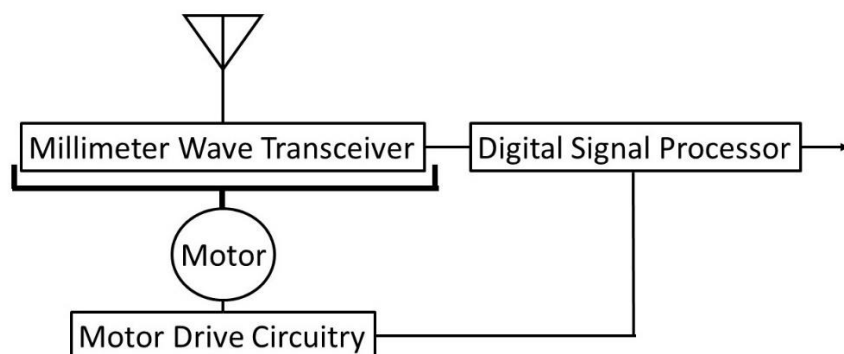 Millimeter Wave Transceiver
Digital Signal Processor
Motor
Motor Drive Circuitry